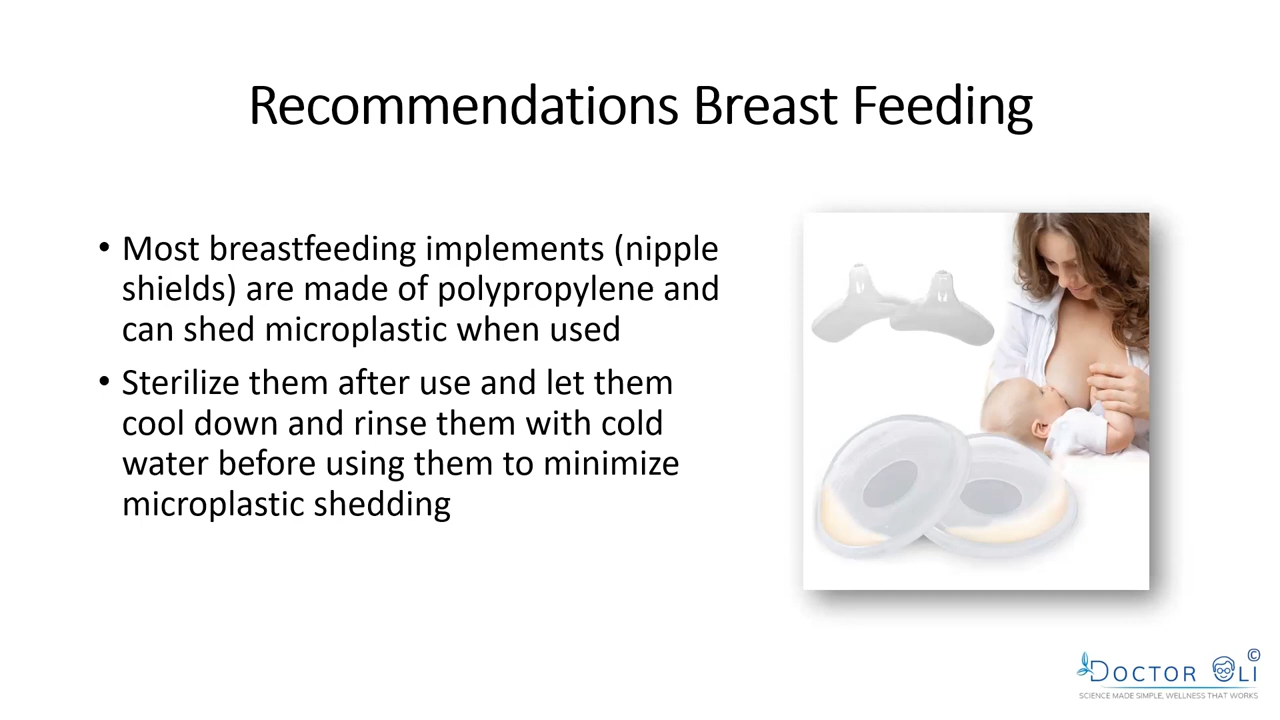 Recommendations Breast Feeding
• Most breastfeeding implements (nipple
shields) are made of polypropylene and
can shed microplastic when used
• Sterilize them after use and let them
cool down and rinse them with cold
water before using them to minimize
microplastic shedding
©
DOCTOR OLI
SCIENCE MADE SIMPLE, WELLNESS THAT WORKS